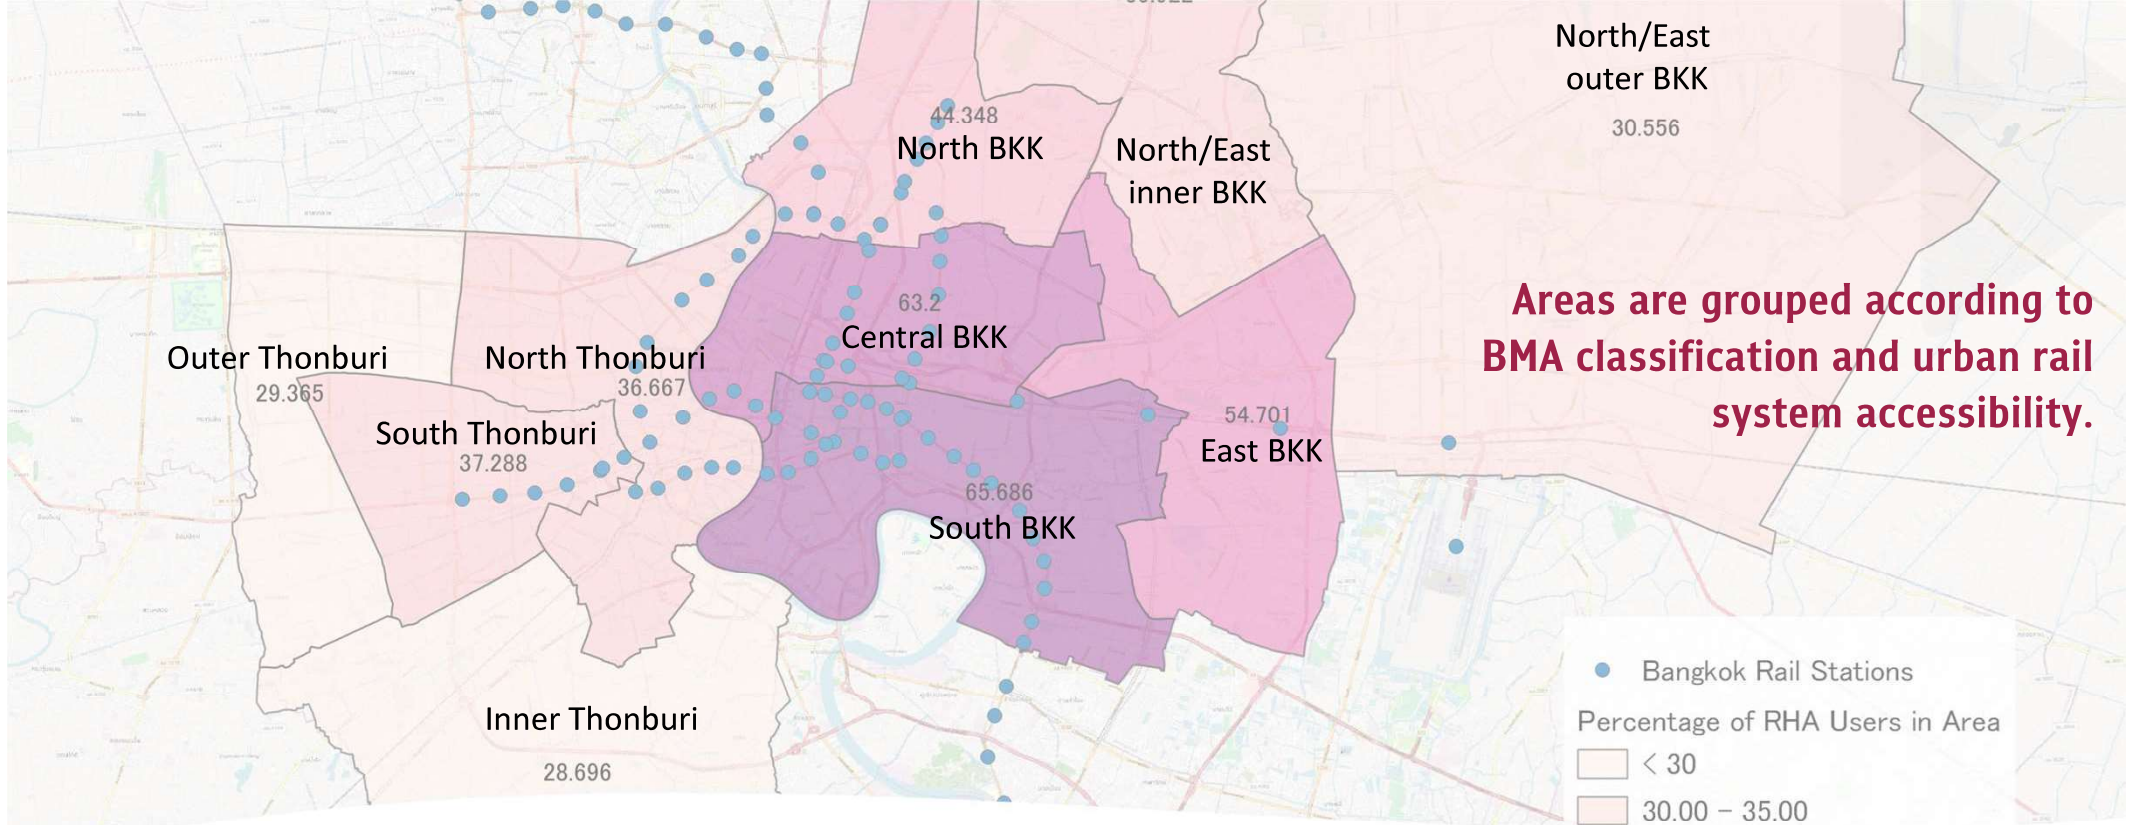 North/East
outer BKK
30.556
44.348
North BKK
North/East
inner BKK
63.2
Central BKK
Areas are grouped according to
BMA classification and urban rail
system accessibility.
Outer Thonburi
29.365
North Thonburi
36.667
South Thonburi
37.288
54.701
East BKK
65.686
South BKK
Inner Thonburi
28.696
Bangkok Rail Stations
Percentage of RHA Users in Area
< 30
30.00 – 35.00